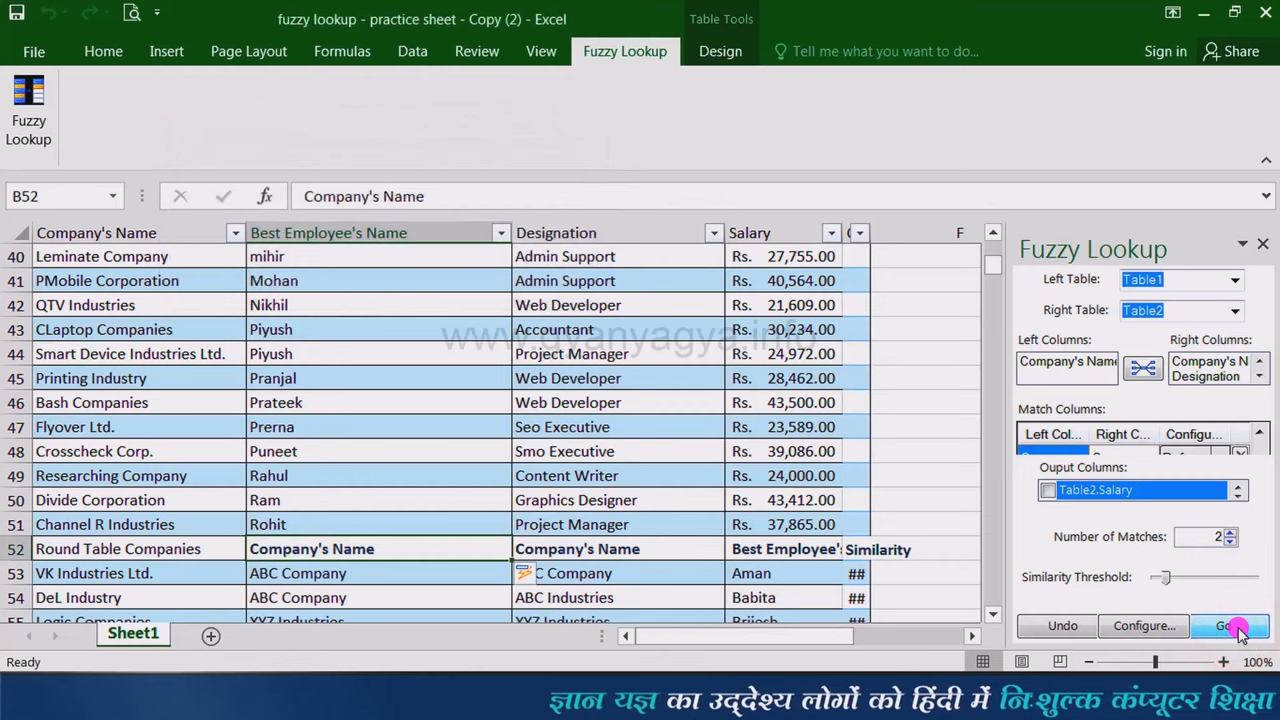 fuzzy lookup - practice sheet - Copy (2) - Excel
Table Tools
File Home Insert Page Layout Formulas Data Review View Fuzzy Lookup Design Tell me what you want to do... Sign in Share
Fuzzy
Lookup
B52 fx Company's Name
Company's Name Best Employee's Name Designation Salary F
40 Leminate Company mihir Admin Support Rs. 27,755.00
41 PMobile Corporation Mohan Admin Support Rs. 40,564.00
42 QTV Industries Nikhil Web Developer Rs. 21,609.00
43 CLaptop Companies Piyush Accountant Rs. 30,234.00
www.gyanyagya.info
44 Smart Device Industries Ltd. Piyush Project Manager Rs. 24,972.00
45 Printing Industry Pranjal Web Developer Rs. 28,462.00
46 Bash Companies Prateek Web Developer Rs. 43,500.00
47 Flyover Ltd. Prerna Seo Executive Rs. 23,589.00
48 Crosscheck Corp. Puneet Smo Executive Rs. 39,086.00
49 Researching Company Rahul Content Writer Rs. 24,000.00
50 Divide Corporation Ram Graphics Designer Rs. 43,412.00
51 Channel R Industries Rohit Project Manager Rs. 37,865.00
52 Round Table Companies Company's Name Company's Name Best Employee's Similarity
53 VK Industries Ltd. ABC Company C Company Aman ##
54 DeL Industry ABC Company ABC Industries Babita ##
55 Logic Companies XYZ Industries XYZ Industries Brijesh ##
Sheet1
Ready 100%
Fuzzy Lookup
Left Table: Table1
Right Table: Table2
Left Columns: Right Columns:
Company's Name Company's N
Designation
Match Columns:
Left Col... Right C... Configu...
Ouput Columns:
Table2.Salary
Number of Matches: 2
Similarity Threshold:
Undo Configure... Go
ज्ञान यज्ञ का उद्देश्य लोगों को हिंदी में निःशुल्क कंप्यूटर शिक्षा